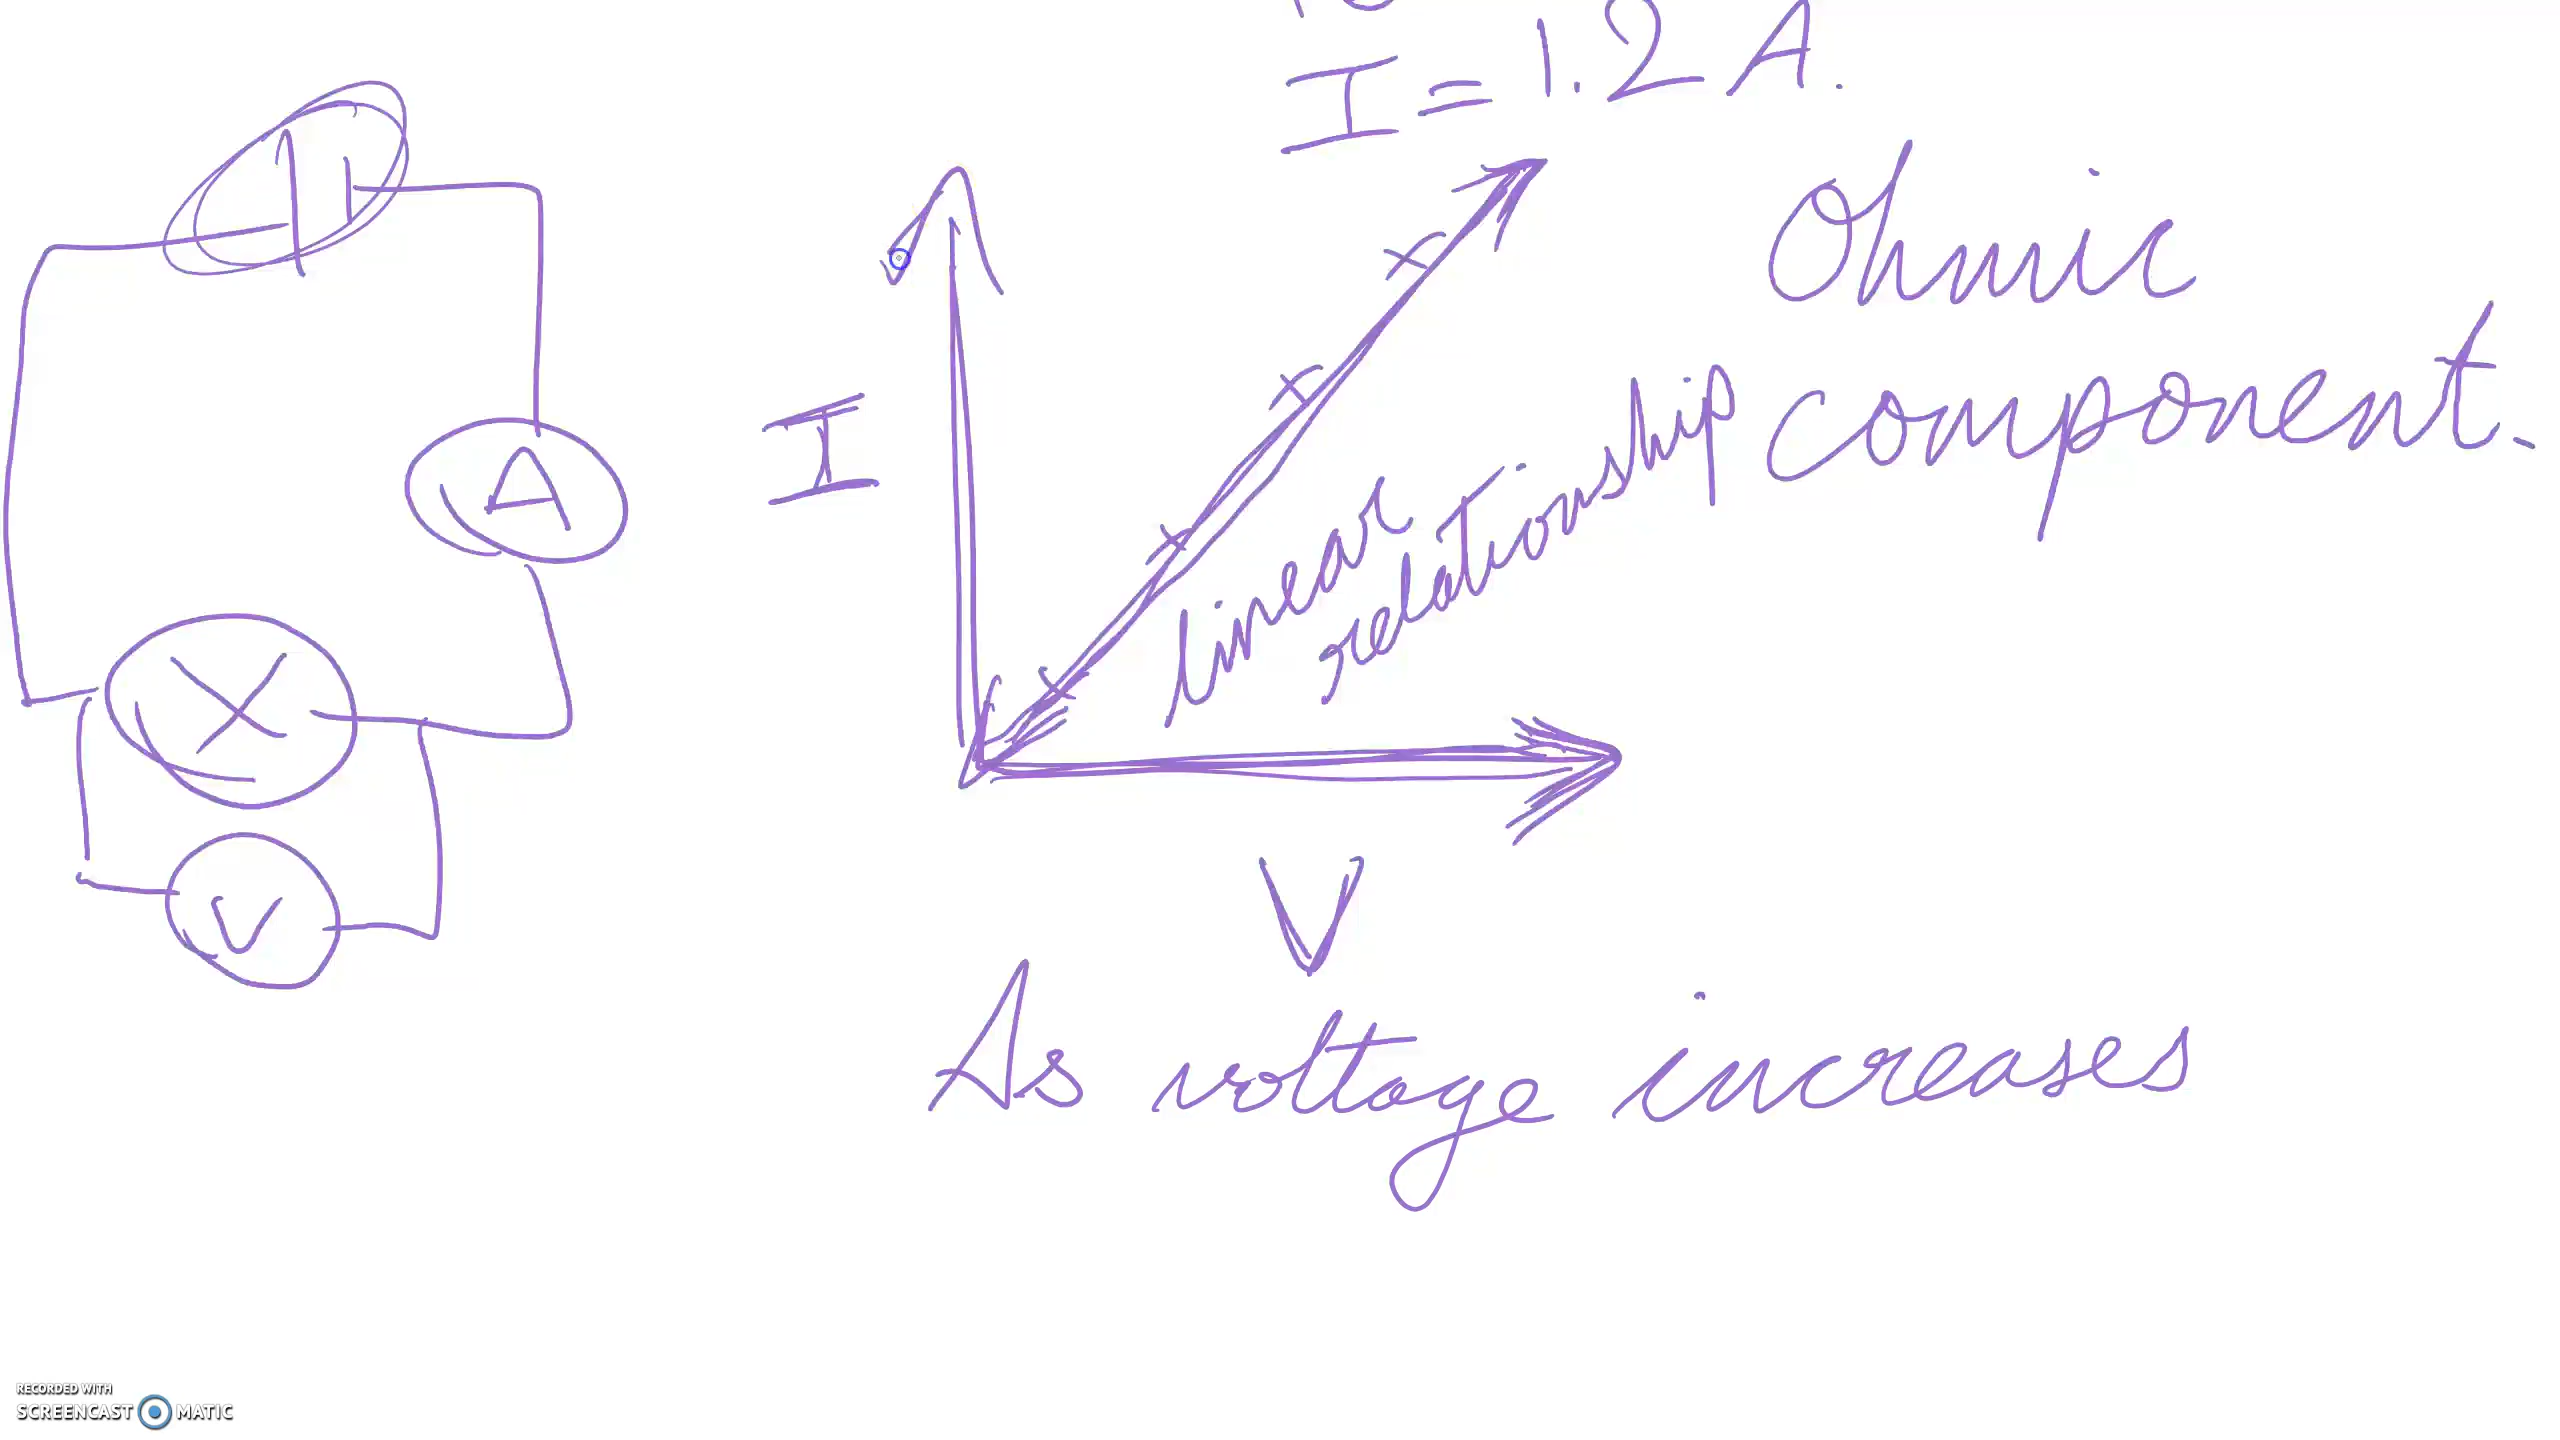 I = 1.2 A.
Ohmic
component.
I
linear
relationship
A
X
V
V
As voltage increases
RECORDED WITH
SCREENCAST MATIC